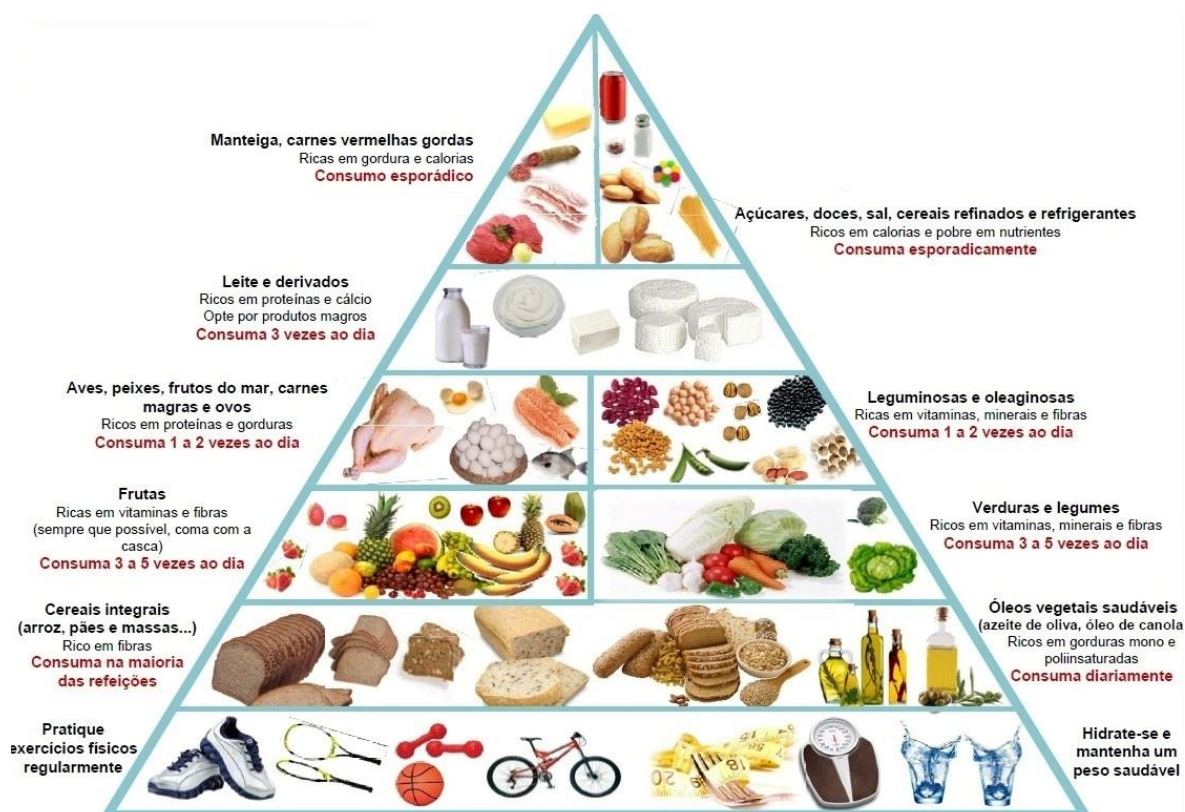 Manteiga, carnes vermelhas gordas
Ricas em gordura e calorias
Consumo esporádico
Açúcares, doces, sal, cereais refinados e refrigerantes
Ricos em calorias e pobre em nutrientes
Consuma esporadicamente
Leite e derivados
Ricos em proteínas e cálcio
Opte por produtos magros
Consuma 3 vezes ao dia
Aves, peixes, frutos do mar, carnes
magras e ovos
Ricos em proteínas e gorduras
Consuma 1 a 2 vezes ao dia
Leguminosas e oleaginosas
Ricas em vitaminas, minerais e fibras
Consuma 1 a 2 vezes ao dia
Frutas
Ricas em vitaminas e fibras
(sempre que possível, coma com a
casca)
Consuma 3 a 5 vezes ao dia
Verduras e legumes
Ricos em vitaminas, minerais e fibras
Consuma 3 a 5 vezes ao dia
Cereais integrais
(arroz, pães e massas...)
Rico em fibras
Consuma na maioria
das refeições
Óleos vegetais saudáveis
(azeite de oliva, óleo de canola
Ricos em gorduras mono e
poliinsaturadas
Consuma diariamente
Pratique
exercícios físicos
regularmente
20
18
Hidrate-se e
mantenha um
peso saudável